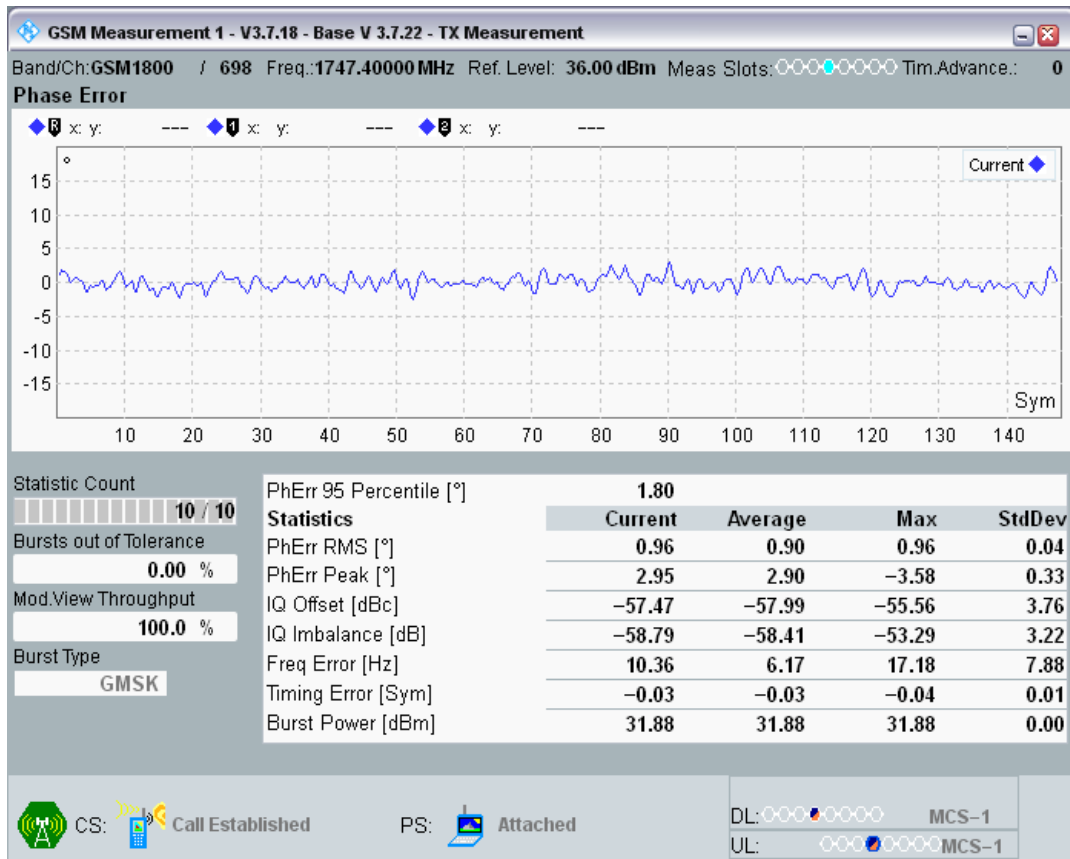 GSM Measurement 1 - V3.7.18 - Base V 3.7.22 - TX Measurement
Band/Ch:GSM1800 / 698 Freq.:1747.40000 MHz Ref. Level: 36.00 dBm Meas Slots: Tim.Advance.: 0
Phase Error
R x: y: --- 1 x: y: --- 2 x: y: ---
°
Current
15
10
5
0
-5
-10
-15
Sym
10 20 30 40 50 60 70 80 90 100 110 120 130 140
Statistic Count
10 / 10
Bursts out of Tolerance
0.00 %
Mod.View Throughput
100.0 %
Burst Type
GMSK
PhErr 95 Percentile [°] 1.80
Statistics Current Average Max StdDev
PhErr RMS [°] 0.96 0.90 0.96 0.04
PhErr Peak [°] 2.95 2.90 −3.58 0.33
IQ Offset [dBc] −57.47 −57.99 −55.56 3.76
IQ Imbalance [dB] −58.79 −58.41 −53.29 3.22
Freq Error [Hz] 10.36 6.17 17.18 7.88
Timing Error [Sym] −0.03 −0.03 −0.04 0.01
Burst Power [dBm] 31.88 31.88 31.88 0.00
CS: Call Established PS: Attached
DL: MCS−1
UL: MCS−1